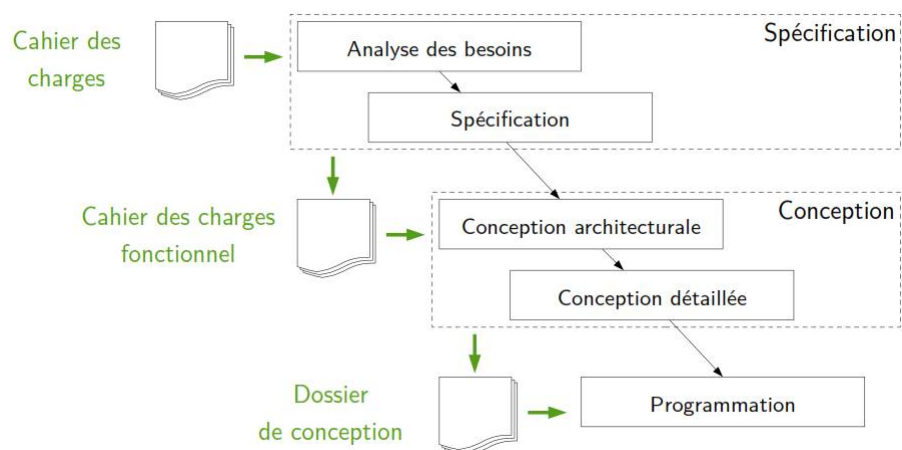 Cahier des
charges
Analyse des besoins
Spécification
Spécification
Cahier des charges
fonctionnel
Conception architecturale
Conception
Conception détaillée
Dossier
de conception
Programmation